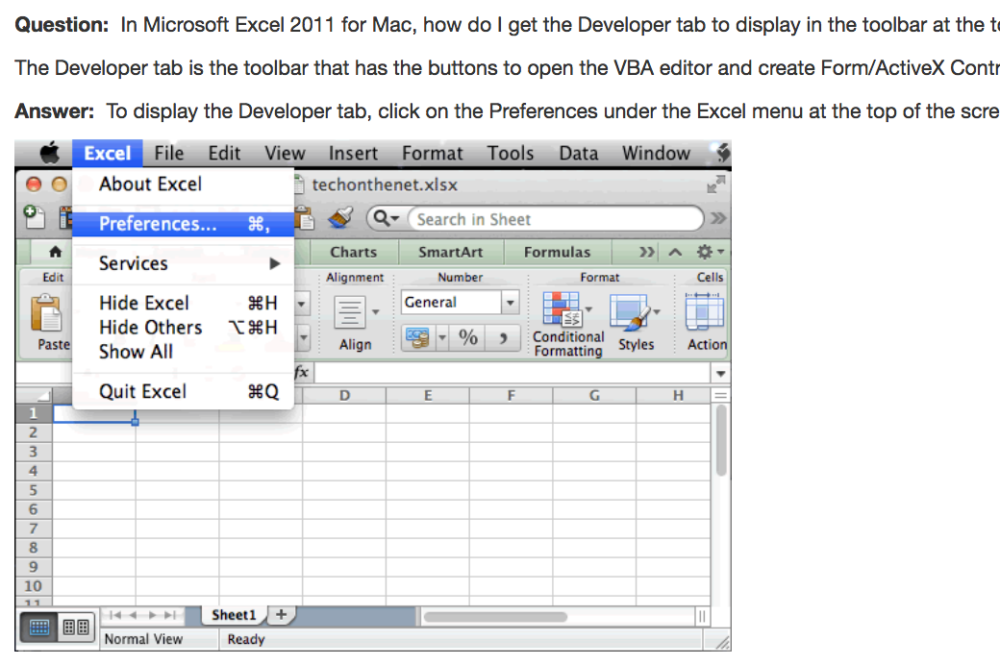 Question: In Microsoft Excel 2011 for Mac, how do I get the Developer tab to display in the toolbar at the
The Developer tab is the toolbar that has the buttons to open the VBA editor and create Form/ActiveX
Answer: To display the Developer tab, click on the Preferences under the Excel menu at the top of the
Excel File Edit View Insert Format Tools Data Window
About Excel
techonthenet.xlsx
Preferences... ⌘,
Search in Sheet
Services ▶
Charts SmartArt Formulas
Edit Alignment Number Format Cells
Hide Excel ⌘H
General
Hide Others ⌥⌘H
Show All
Paste Align % , Conditional Formatting Styles Action
Quit Excel ⌘Q
fx
D E F G H
1
2
3
4
5
6
7
8
9
10
11
Sheet1 +
Normal View Ready